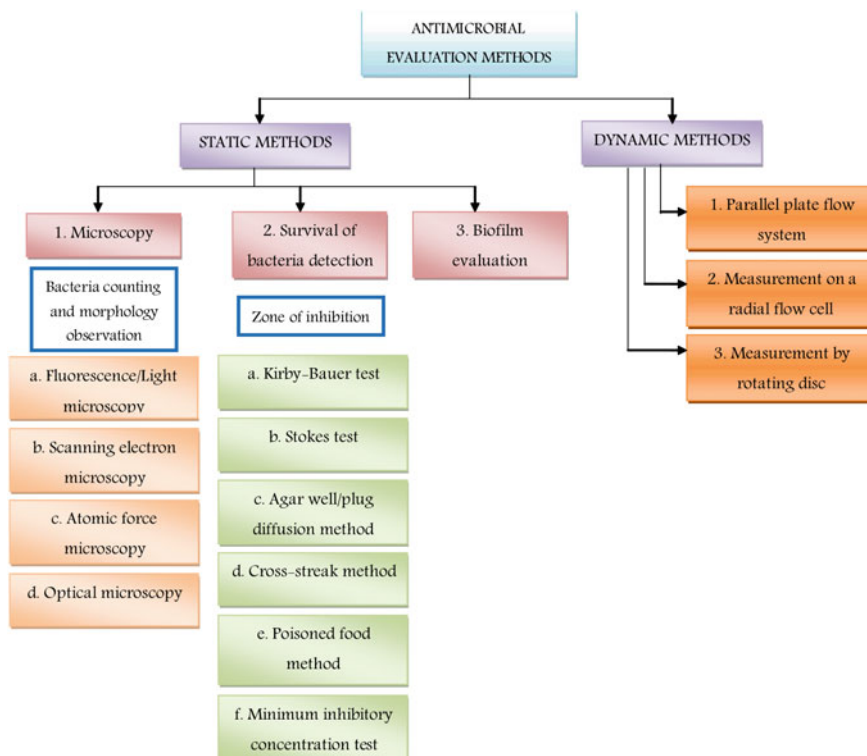 ANTIMICROBIAL
EVALUATION METHODS
STATIC METHODS
DYNAMIC METHODS
1. Microscopy
2. Survival of
bacteria detection
3. Biofilm
evaluation
1. Parallel plate flow
system
2. Measurement on a
radial flow cell
3. Measurement by
rotating disc
Bacteria counting
and morphology
observation
Zone of inhibition
a. Fluorescence/Light
microscopy
b. Scanning electron
microscopy
c. Atomic force
microscopy
d. Optical microscopy
a. Kirby-Bauer test
b. Stokes test
c. Agar well/plug
diffusion method
d. Cross-streak method
e. Poisoned food
method
f. Minimum inhibitory
concentration test